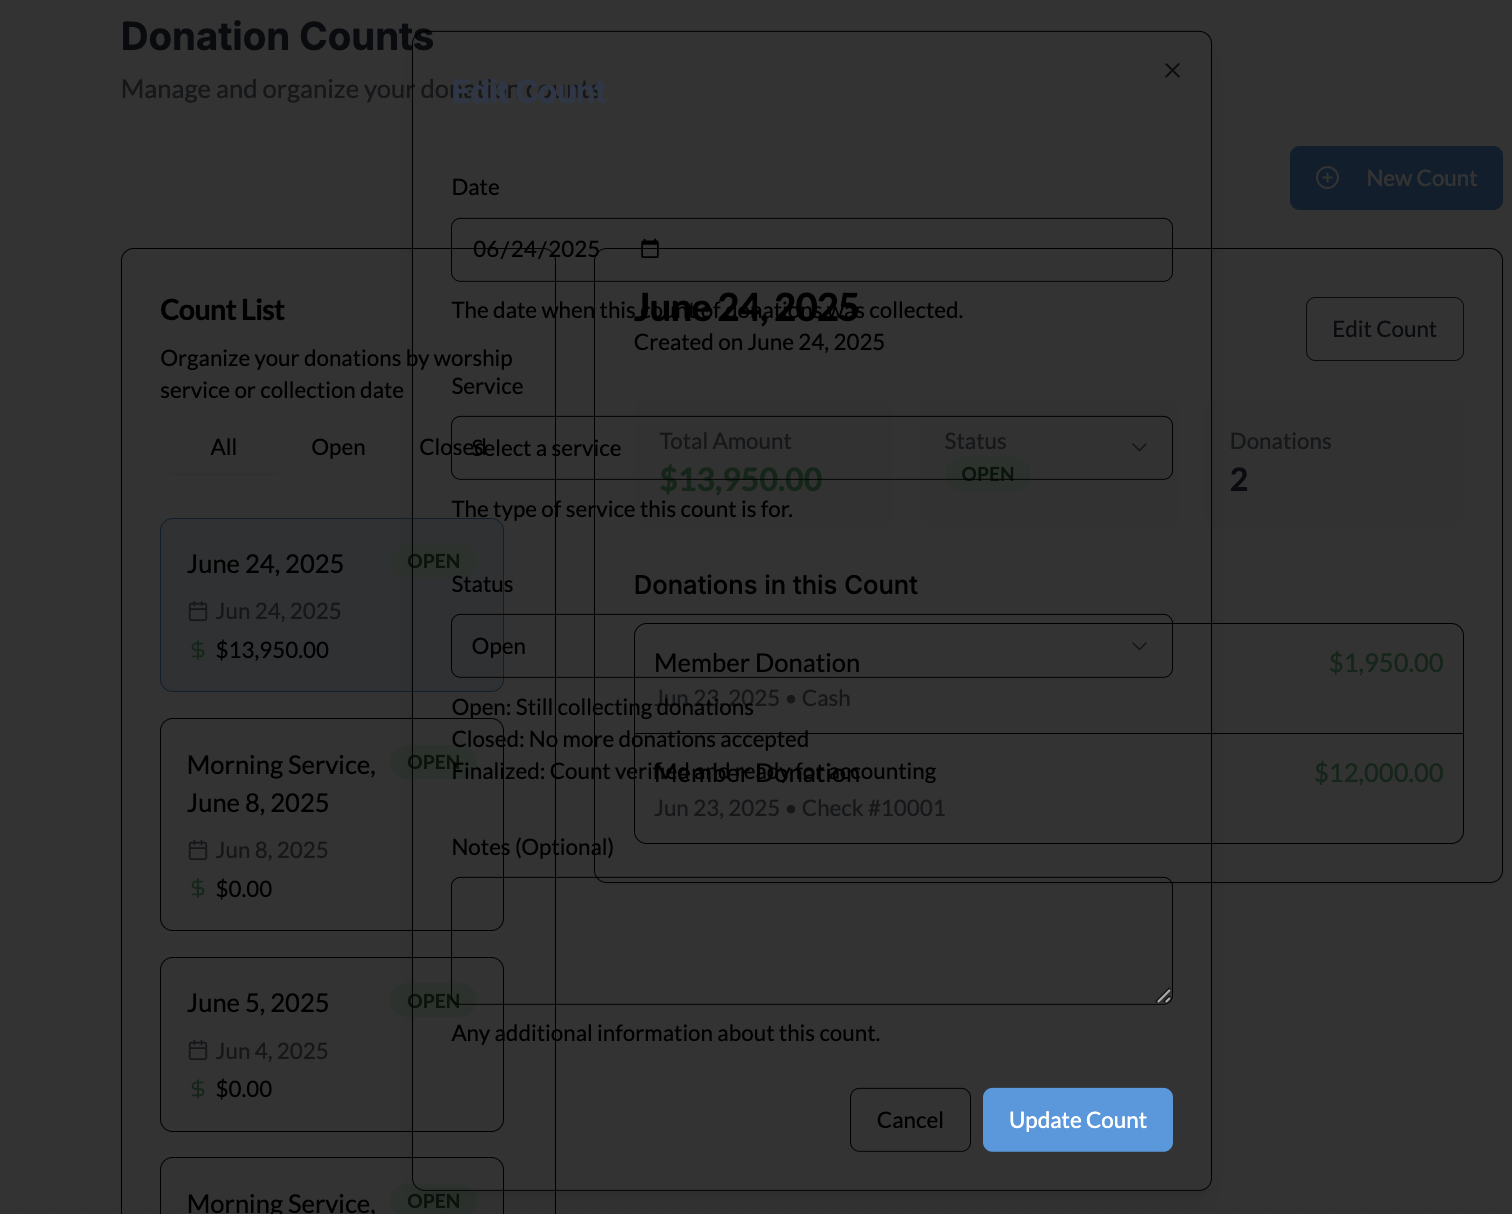 Donation Counts
Manage and organize your donation counts
New Count
Count List
Organize your donations by worship
service or collection date
All
Open
Closed
June 24, 2025
OPEN
Jun 24, 2025
$13,950.00
Morning Service,
June 8, 2025
OPEN
Jun 8, 2025
$0.00
June 5, 2025
OPEN
Jun 4, 2025
$0.00
Morning Service,
OPEN
June 24, 2025
Created on June 24, 2025
Edit Count
Total Amount
$13,950.00
Status
OPEN
Donations
2
Donations in this Count
Member Donation
$1,950.00
Jun 23, 2025 • Cash
Member Donation
$12,000.00
Jun 23, 2025 • Check #10001
Edit Count
Date
06/24/2025
The date when this count of donations was collected.
Service
Select a service
The type of service this count is for.
Status
Open
Open: Still collecting donations
Closed: No more donations accepted
Finalized: Count verified and ready for accounting
Notes (Optional)
Any additional information about this count.
Cancel
Update Count